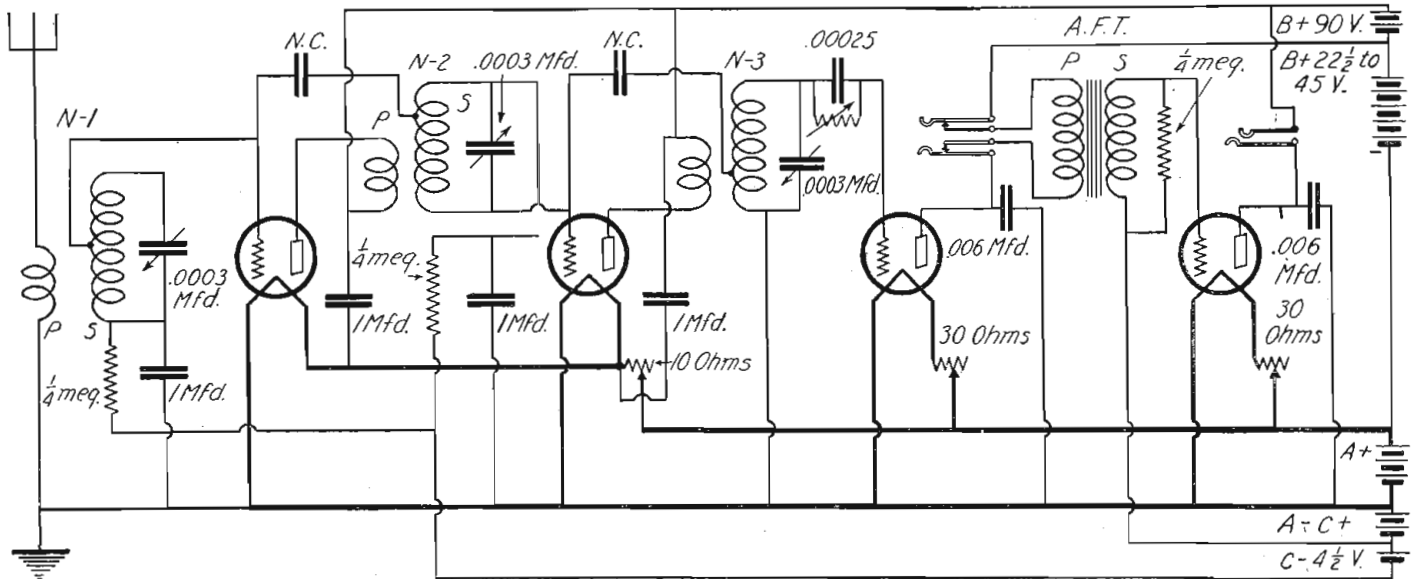 N.C.
N-2
.0003 Mfd.
N.C.
N-3
.00025
A.F.T.
B+90 V.
B+22½ to
45 V.
P
S
¼ meg.
N-1
S
P
.0003 Mfd.
.0003
Mfd.
¼ meg.
.006 Mfd.
.006
Mfd.
P
S
1 Mfd.
1 Mfd.
1 Mfd.
30 Ohms
30
Ohms
10 Ohms
¼ meg.
1 Mfd.
A+
A-C+
C-4½ V.